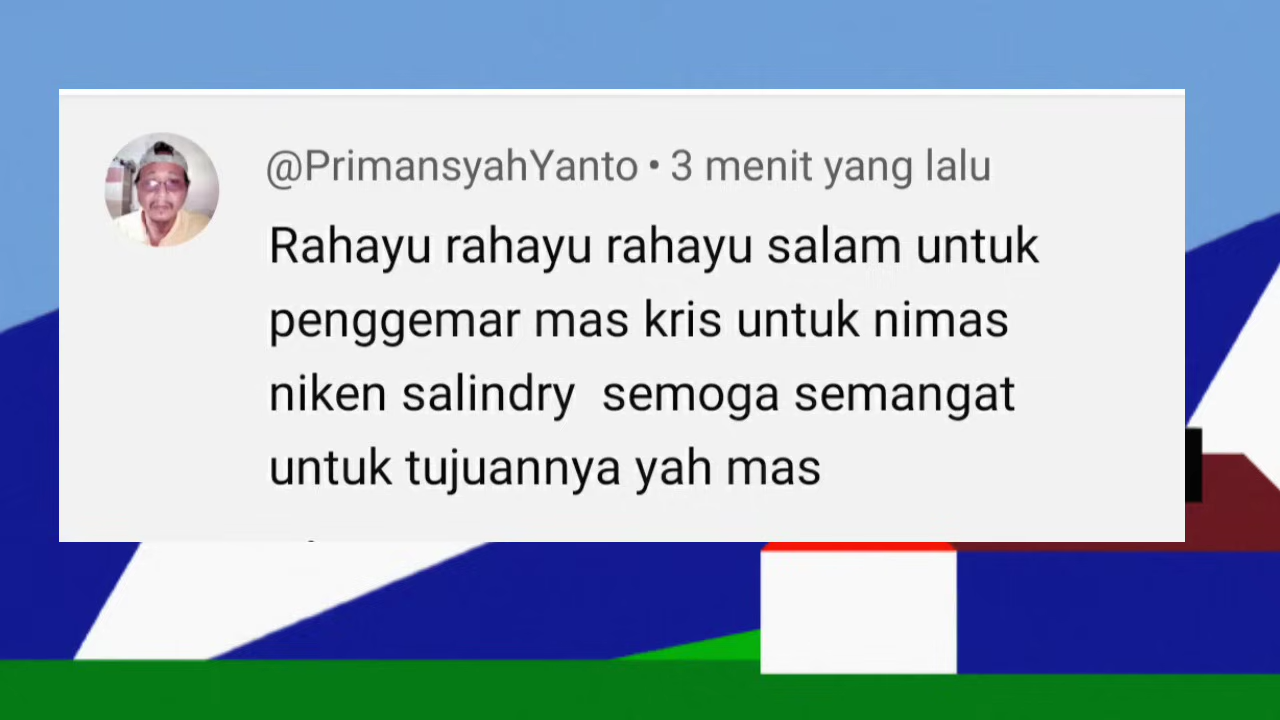 @PrimansyahYanto • 3 menit yang lalu
Rahayu rahayu rahayu salam untuk
penggemar mas kris untuk nimas
niken salindry  semoga semangat
untuk tujuannya yah mas